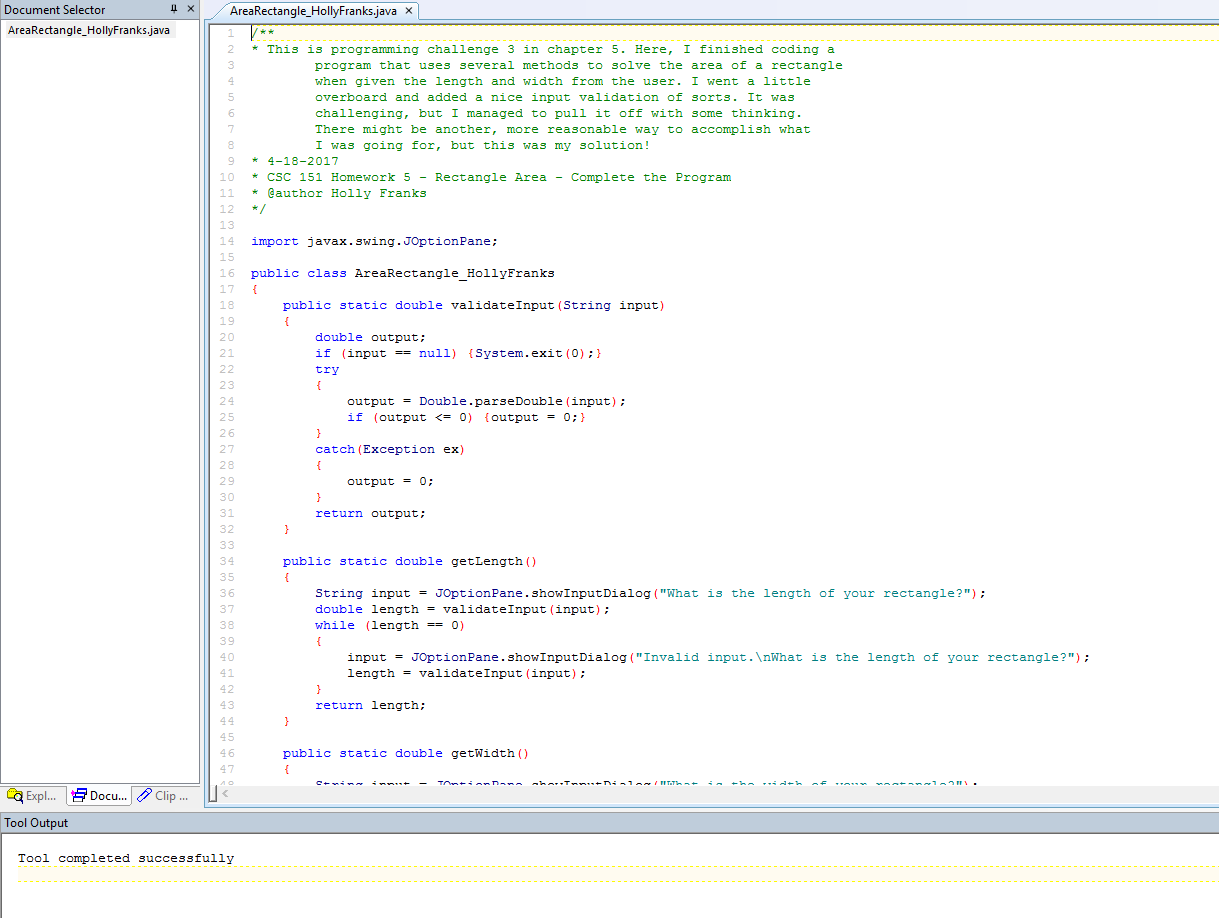 Document Selector
AreaRectangle_HollyFranks.java
AreaRectangle_HollyFranks.java
1 /**
2 * This is programming challenge 3 in chapter 5. Here, I finished coding a
3 program that uses several methods to solve the area of a rectangle
4 when given the length and width from the user. I went a little
5 overboard and added a nice input validation of sorts. It was
6 challenging, but I managed to pull it off with some thinking.
7 There might be another, more reasonable way to accomplish what
8 I was going for, but this was my solution!
9 * 4-18-2017
10 * CSC 151 Homework 5 - Rectangle Area - Complete the Program
11 * @author Holly Franks
12 */
13
14 import javax.swing.JOptionPane;
15
16 public class AreaRectangle_HollyFranks
17 {
18 public static double validateInput(String input)
19 {
20 double output;
21 if (input == null) {System.exit(0);}
22 try
23 {
24 output = Double.parseDouble(input);
25 if (output <= 0) {output = 0;}
26 }
27 catch(Exception ex)
28 {
29 output = 0;
30 }
31 return output;
32 }
33
34 public static double getLength()
35 {
36 String input = JOptionPane.showInputDialog("What is the length of your rectangle?");
37 double length = validateInput(input);
38 while (length == 0)
39 {
40 input = JOptionPane.showInputDialog("Invalid input.\nWhat is the length of your rectangle?");
41 length = validateInput(input);
42 }
43 return length;
44 }
45
46 public static double getWidth()
47 {
48 String input = JOptionPane.showInputDialog("What is the width of your rectangle?");
Expl... Docu... Clip ...
Tool Output
Tool completed successfully